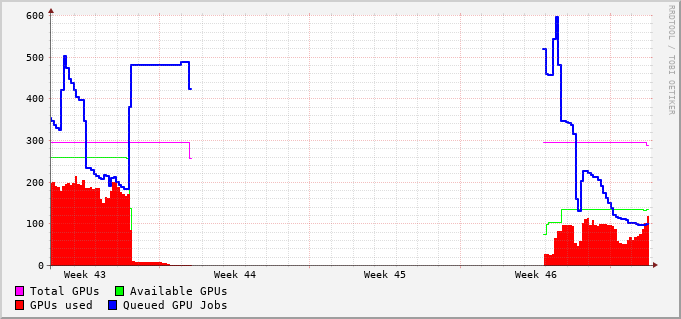 600
500
400
300
200
100
0
Week 43 Week 44 Week 45 Week 46
Total GPUs Available GPUs
GPUs used Queued GPU Jobs
RRDTOOL / TOBI OETIKER